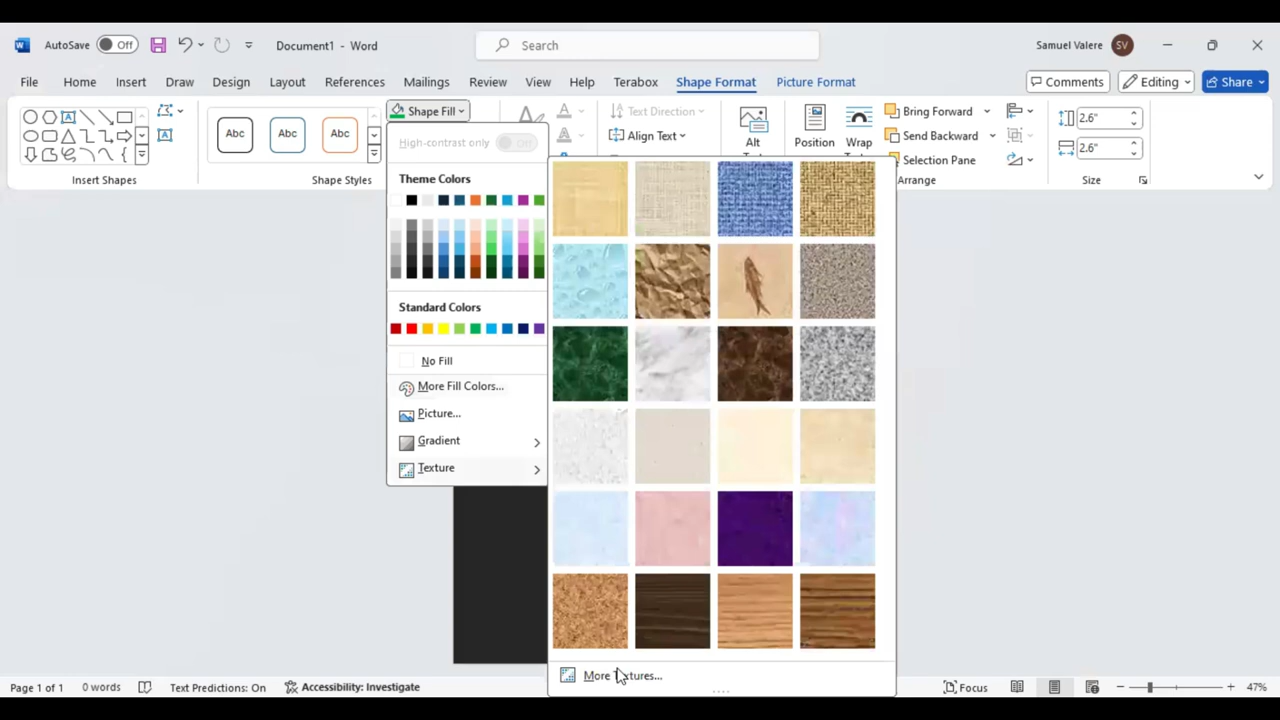 AutoSave Off Document1 - Word Search Samuel Valere SV
File Home Insert Draw Design Layout References Mailings Review View Help Terabox Shape Format Picture Format Comments Editing Share
Shape Fill Text Direction Bring Forward 2.6"
Abc Abc Abc Align Text Alt Position Wrap Send Backward
High-contrast only Off Selection Pane 2.6"
Insert Shapes Shape Styles Arrange Size
Theme Colors
Standard Colors
No Fill
More Fill Colors...
Picture...
Gradient
Texture
More Textures...
Page 1 of 1 0 words Text Predictions: On Accessibility: Investigate Focus 47%